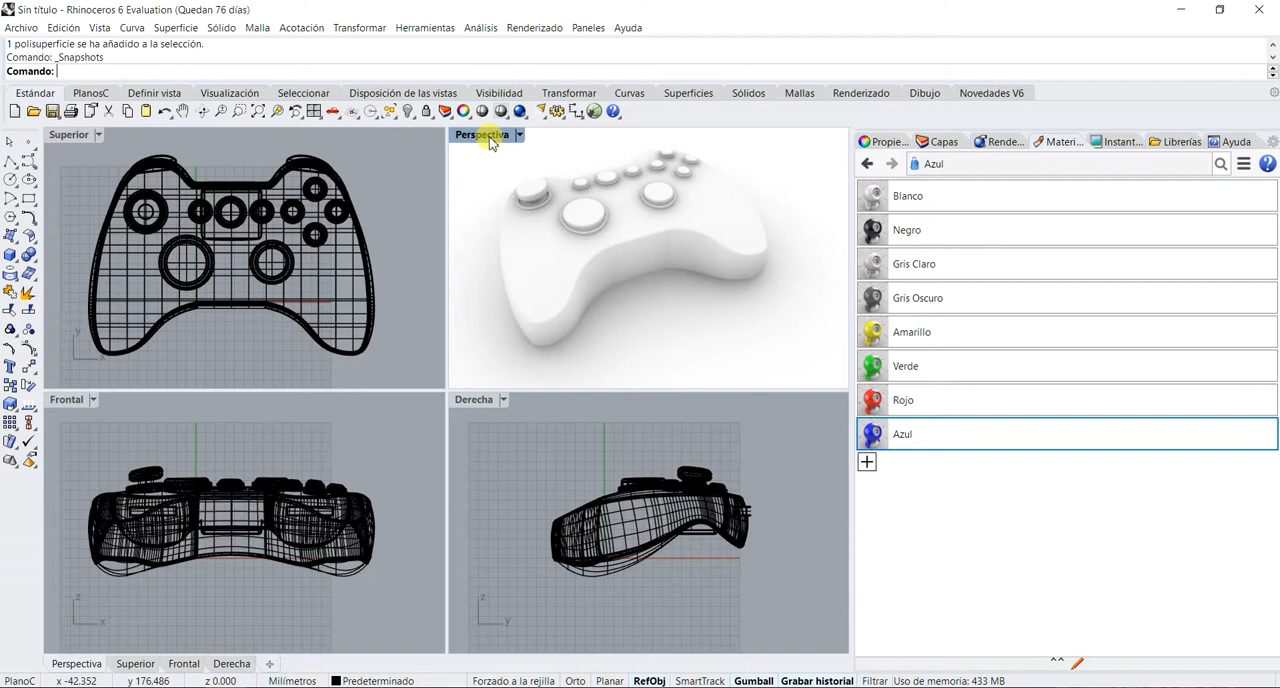 Sin título - Rhinoceros 6 Evaluation (Quedan 76 días)
Archivo Edición Vista Curva Superficie Sólido Malla Acotación Transformar Herramientas Análisis Renderizado Paneles Ayuda
1 polisuperficie se ha añadido a la selección.
Comando: _Snapshots
Comando:
Estándar PlanosC Definir vista Visualización Seleccionar Disposición de las vistas Visibilidad Transformar Curvas Superficies Sólidos Mallas Renderizado Dibujo Novedades V6
Superior
Perspectiva
Propie... Capas Rende... Materi... Instant... Librerías Ayuda
Azul
Blanco
Negro
Gris Claro
Gris Oscuro
Amarillo
Verde
Rojo
Azul
y
x
Frontal
Derecha
z
x
z
y
Perspectiva Superior Frontal Derecha
PlanoC x -42.352 y 176.486 z 0.000 Milímetros Predeterminado Forzado a la rejilla Orto Planar RefObj SmartTrack Gumball Grabar historial Filtrar Uso de memoria: 433 MB